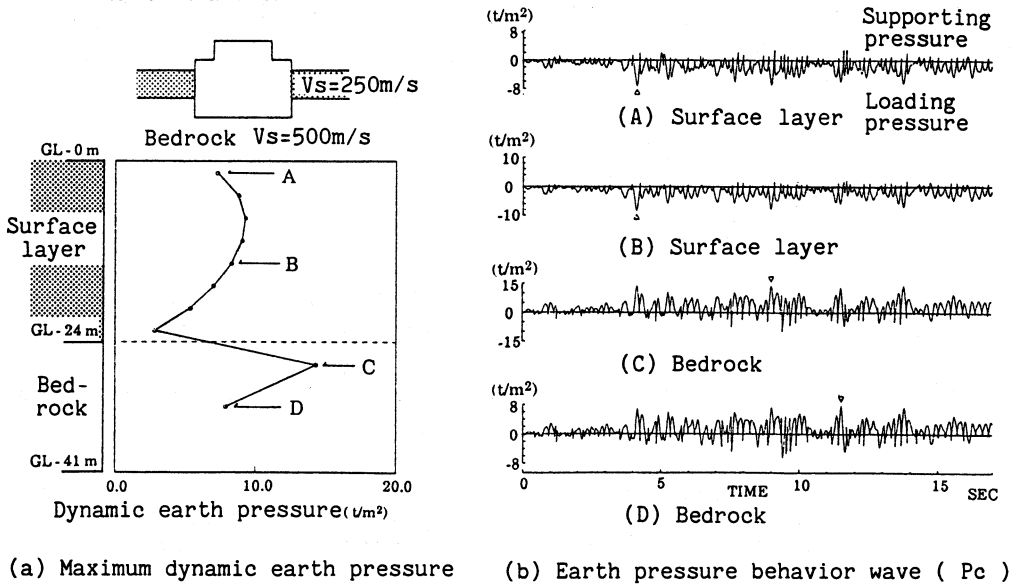 Vs=250m/s
Bedrock Vs=500m/s
GL-0m
Surface
layer
GL-24m
Bed-
rock
GL-41m
A
B
C
D
0.0 10.0 20.0
Dynamic earth pressure(t/m²)
(a) Maximum dynamic earth pressure
(t/m²)
8
0
-8
Supporting
pressure
Loading
pressure
(A) Surface layer
(t/m²)
10
0
-10
(B) Surface layer
(t/m²)
15
0
-15
(C) Bedrock
(t/m²)
8
0
-8
0 5 10 15
TIME SEC
(D) Bedrock
(b) Earth pressure behavior wave ( Pc )